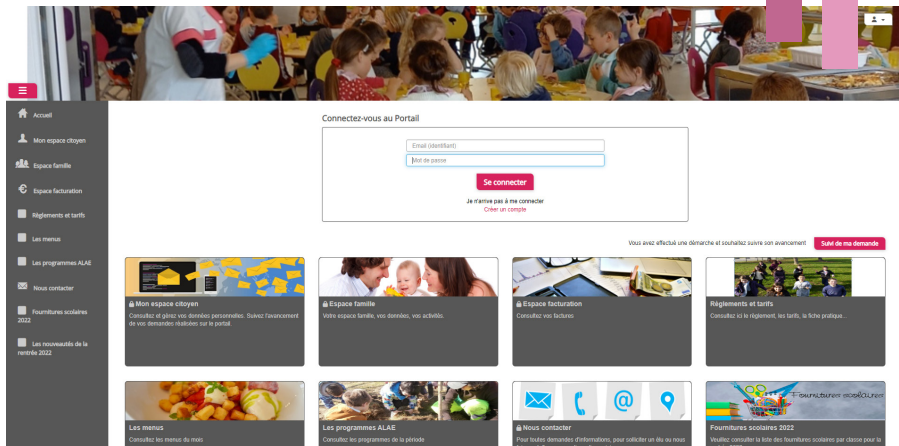 Accueil
Mon espace citoyen
Espace famille
Espace facturation
Règlements et tarifs
Les menus
Les programmes ALAE
Nous contacter
Fournitures scolaires
2022
Les nouveautés de la
rentrée 2022
Connectez-vous au Portail
Email (identifiant)
Mot de passe
Se connecter
Je n'arrive pas à me connecter
Créer un compte
Vous avez effectué une démarche et souhaitez suivre son avancement
Suivi de ma demande
Mon espace citoyen
Consultez et gérez vos données personnelles. Suivez l'avancement
de vos demandes réalisées sur le portail.
Espace famille
Votre espace famille, vos données, vos activités.
Espace facturation
Consultez vos factures
Règlements et tarifs
Consultez ici le règlement, les tarifs, la fiche pratique...
Les menus
Consultez les menus du mois
Les programmes ALAE
Consultez les programmes de la période
Nous contacter
Pour toutes demandes d'informations, pour solliciter un élu ou nous
Fournitures scolaires
Fournitures scolaires 2022
Veuillez consulter la liste des fournitures scolaires par classe pour la